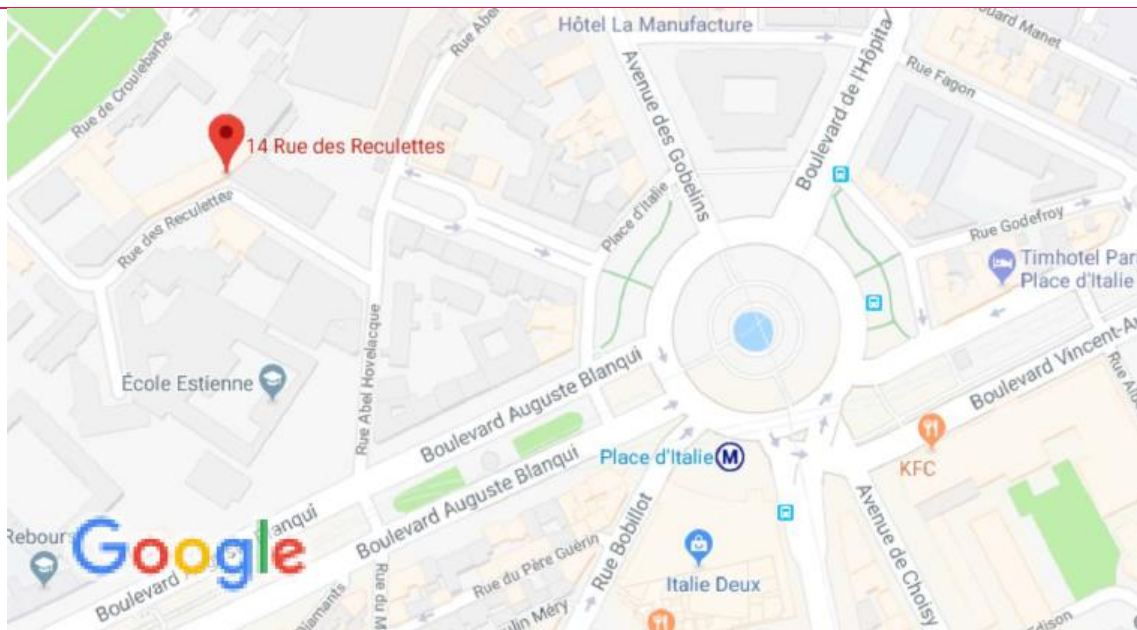 Hôtel La Manufacture
Rue Abel
Boulevard de l'Hôpital
Rue Fagon
Rue de Croulebarbe
Avenue des Gobelins
14 Rue des Reculettes
Place d'Italie
Rue des Reculettes
Rue Godefroy
Timhotel Par
Place d'Italie
École Estienne
Rue Abel Hovelacque
Boulevard Auguste Blanqui
Boulevard Vincent-A
Place d'Italie M
KFC
Boulevard Auguste Blanqui
Rebour
Google
Boulevard
Blanqui
Rue du Père Guérin
Rue Bobillot
Italie Deux
Avenue de Choisy
Rue du M